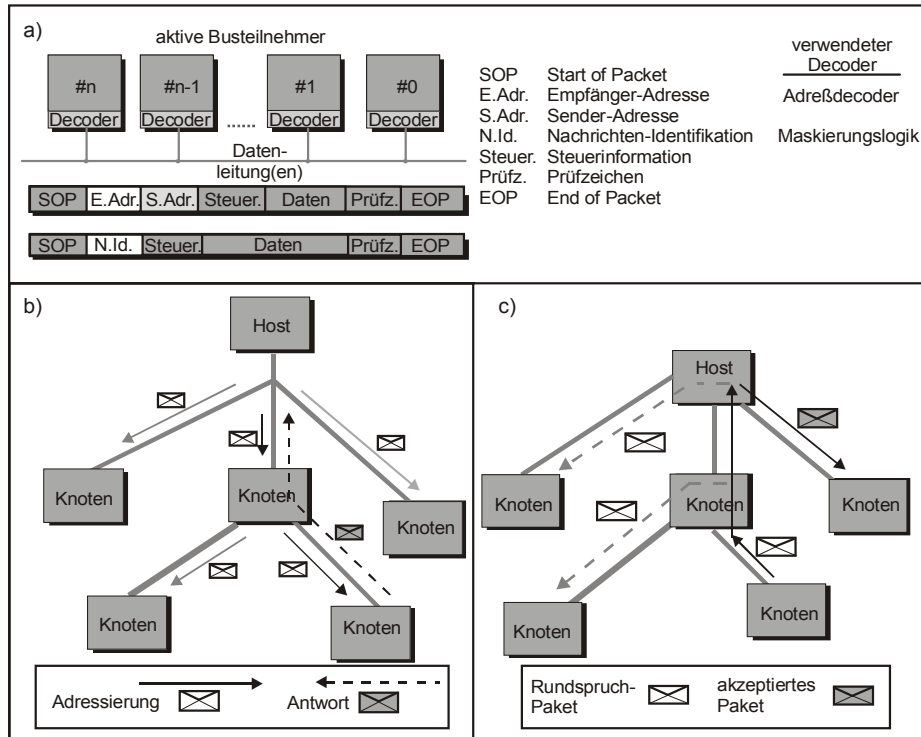 a)
aktive Busteilnehmer
#n
#n-1
#1
#0
Decoder
Decoder
......
Decoder
Decoder
Daten-
leitung(en)
SOP E.Adr. S.Adr. Steuer. Daten Prüfz. EOP
SOP N.Id. Steuer. Daten Prüfz. EOP
verwendeter
Decoder
SOP Start of Packet
E.Adr. Empfänger-Adresse Adreßdecoder
S.Adr. Sender-Adresse
N.Id. Nachrichten-Identifikation Maskierungslogik
Steuer. Steuerinformation
Prüfz. Prüfzeichen
EOP End of Packet
b)
Host
Knoten
Knoten
Knoten
Knoten
Knoten
Adressierung
Antwort
c)
Host
Knoten
Knoten
Knoten
Knoten
Knoten
Rundspruch-
Paket
akzeptiertes
Paket